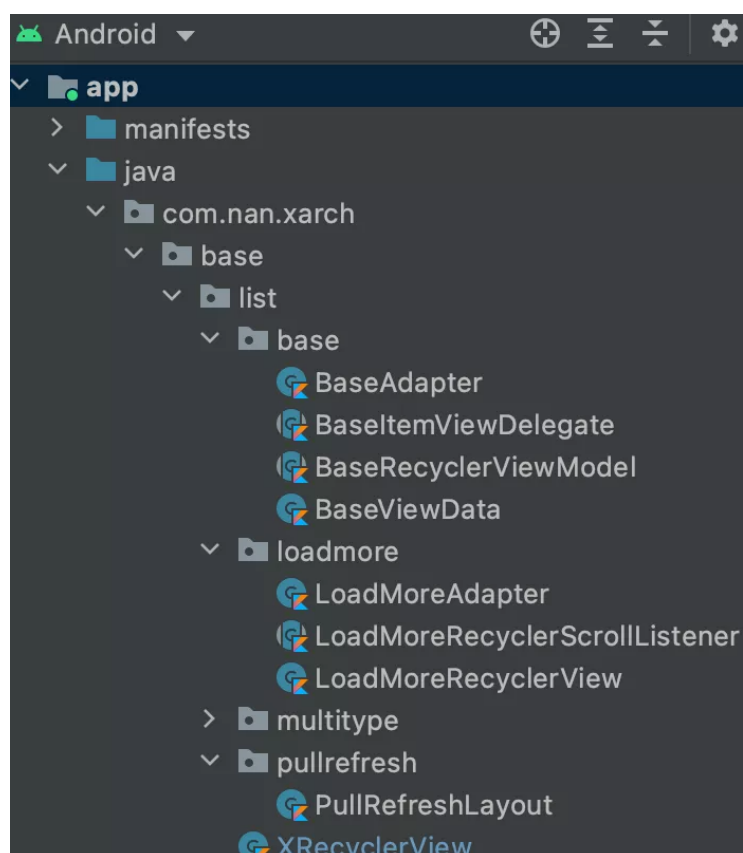 Android
app
manifests
java
com.nan.xarch
base
list
base
BaseAdapter
BaseItemViewDelegate
BaseRecyclerViewModel
BaseViewData
loadmore
LoadMoreAdapter
LoadMoreRecyclerScrollListener
LoadMoreRecyclerView
multitype
pullrefresh
PullRefreshLayout
XRecyclerView